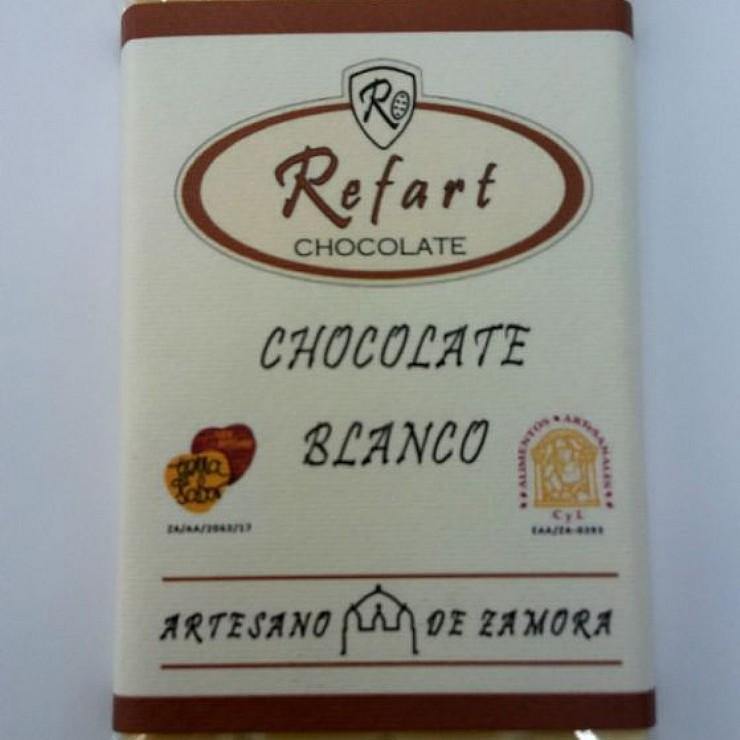 R
Refart
CHOCOLATE
CHOCOLATE
BLANCO
ALIMENTOS ARTESANALES
CyL
ARTESANO DE ZAMORA